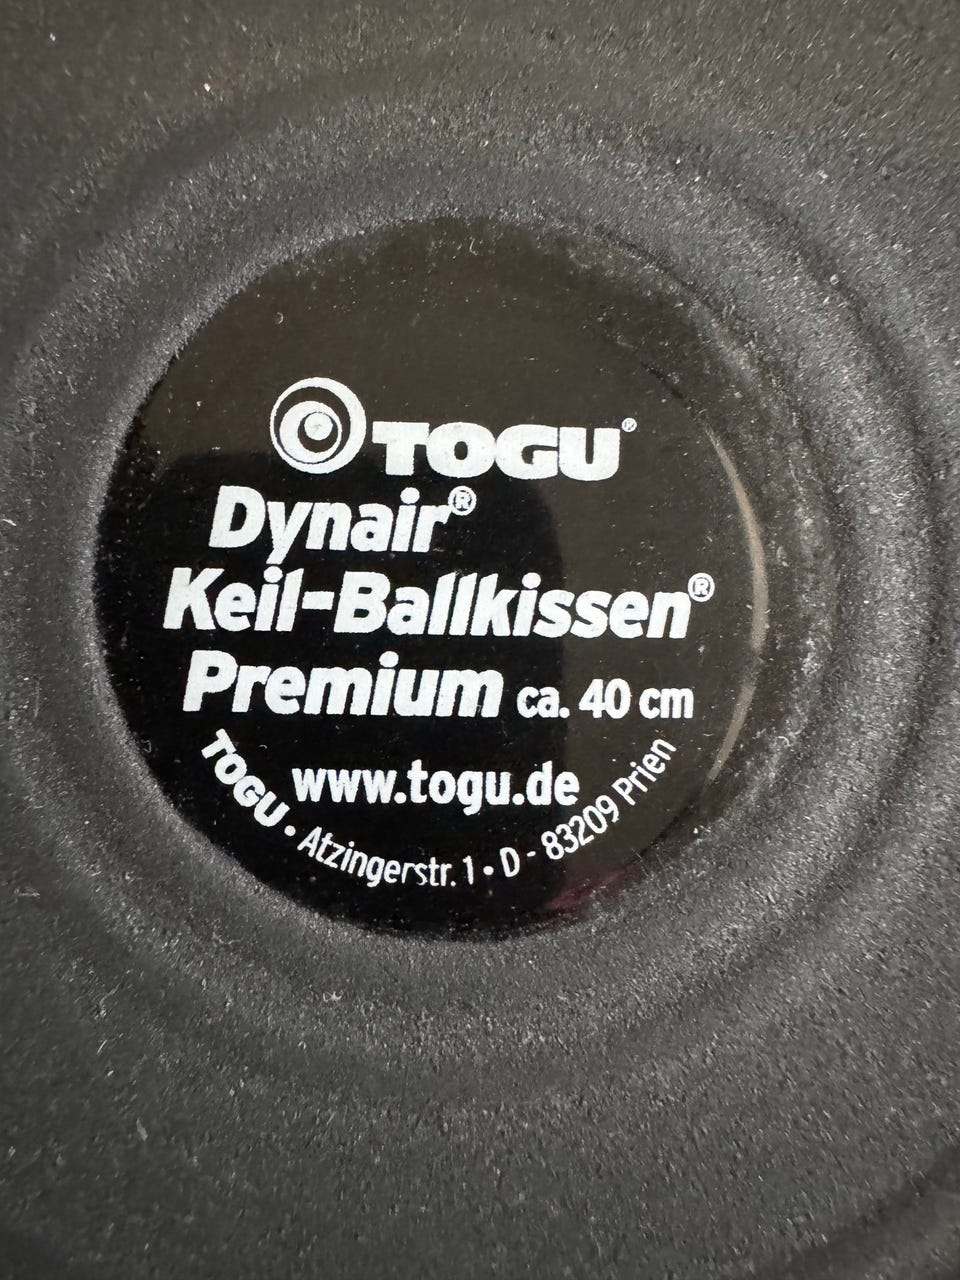 TOGU®
Dynair®
Keil-Ballkissen®
Premium ca. 40 cm
www.togu.de
TOGU • Atzingerstr. 1 • D - 83209 Prien